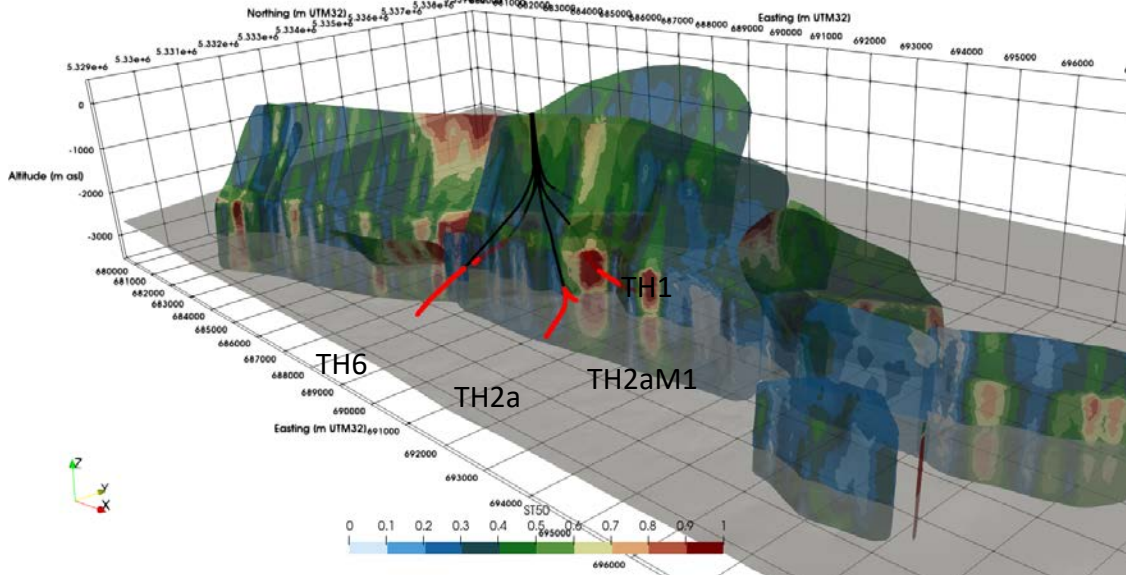 Northing (m UTM32)
Easting (m UTM32)
5.329e+6
5.33e+6
5.331e+6
5.332e+6
5.333e+6
5.334e+6
5.335e+6
5.336e+6
5.337e+6
682000
683000
684000
685000
686000
687000
688000
689000
690000
691000
692000
693000
694000
695000
696000
0
-1000
Altitude (m asl)
-2000
-3000
680000
681000
682000
683000
684000
685000
686000
687000
688000
689000
690000
Easting (m UTM32)
691000
692000
693000
694000
695000
696000
TH1
TH6
TH2a
TH2aM1
Z
Y
X
ST50
0 0.1 0.2 0.3 0.4 0.5 0.6 0.7 0.8 0.9 1